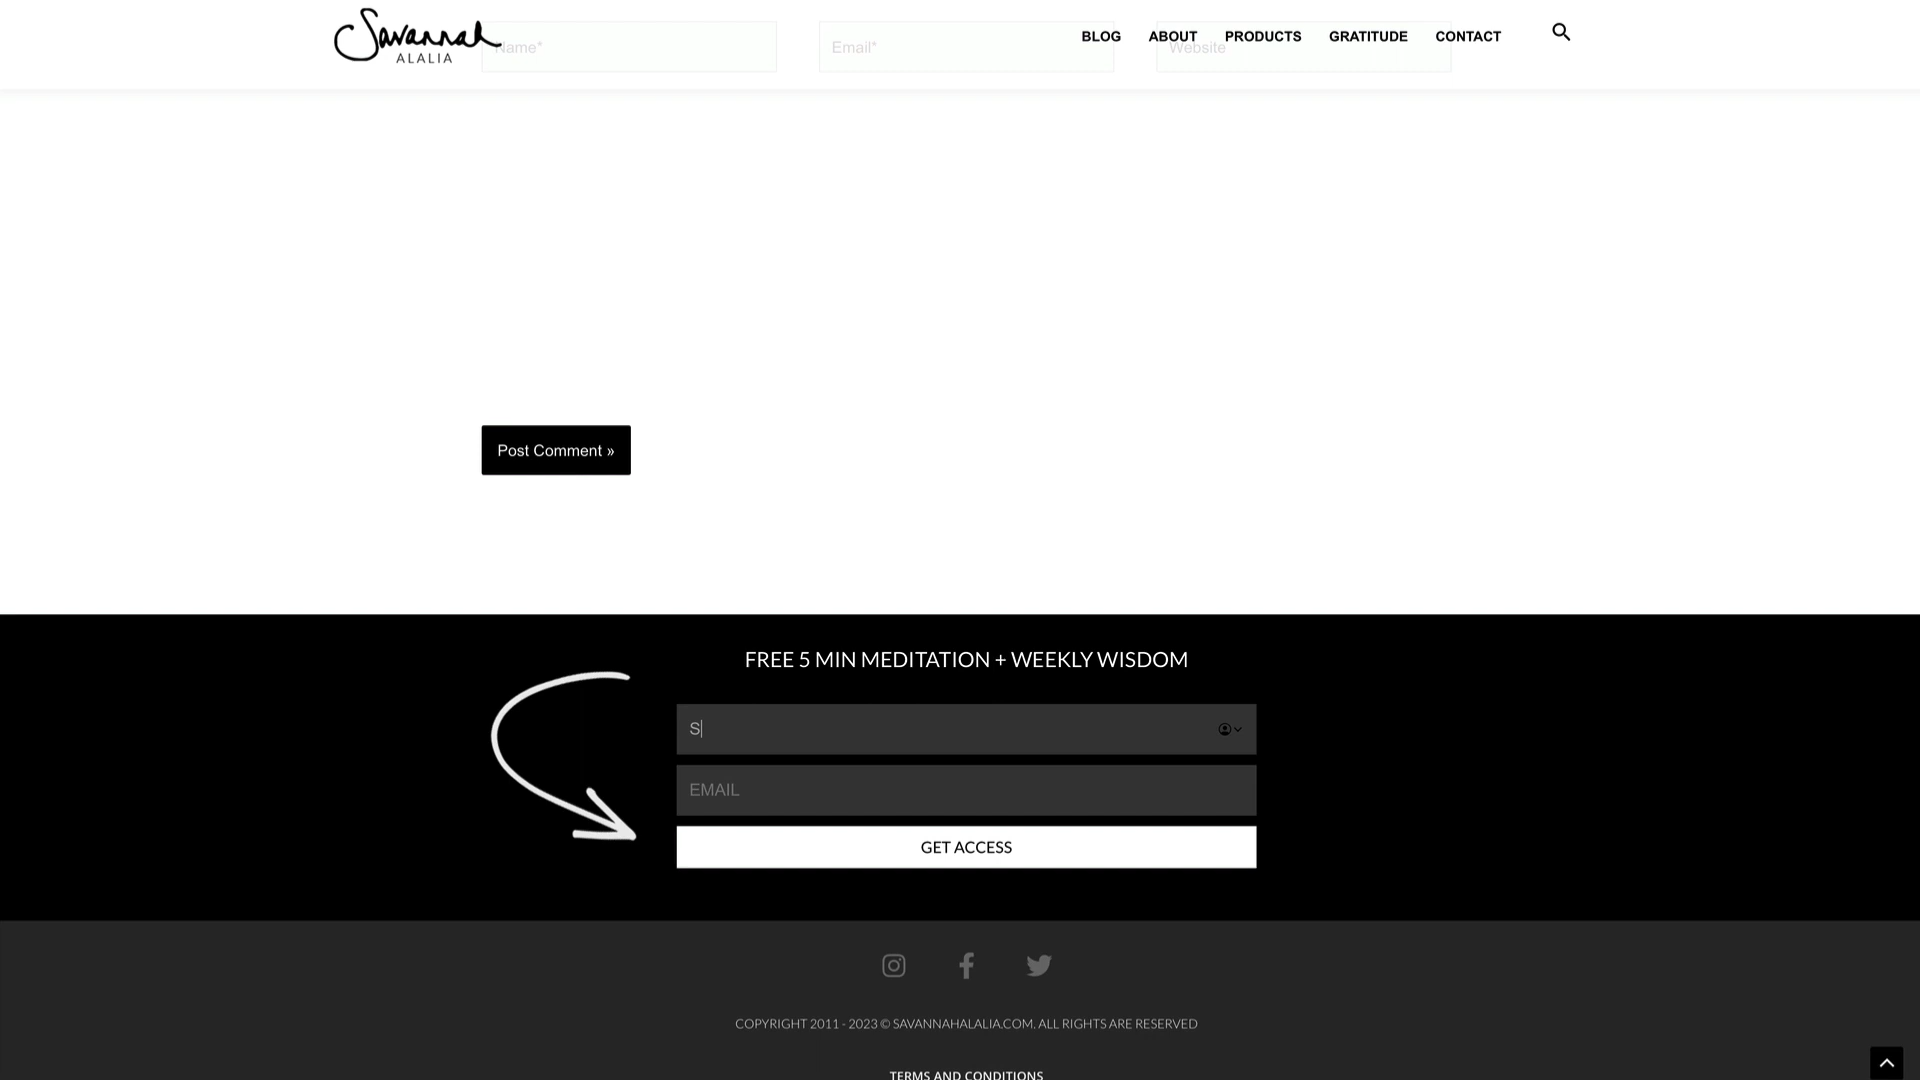 Savannah
ALALIA
Name*
Email*
Website
BLOG ABOUT PRODUCTS GRATITUDE CONTACT
Post Comment »
FREE 5 MIN MEDITATION + WEEKLY WISDOM
S
EMAIL
GET ACCESS
COPYRIGHT 2011 - 2023 © SAVANNAHALALIA.COM. ALL RIGHTS ARE RESERVED
TERMS AND CONDITIONS